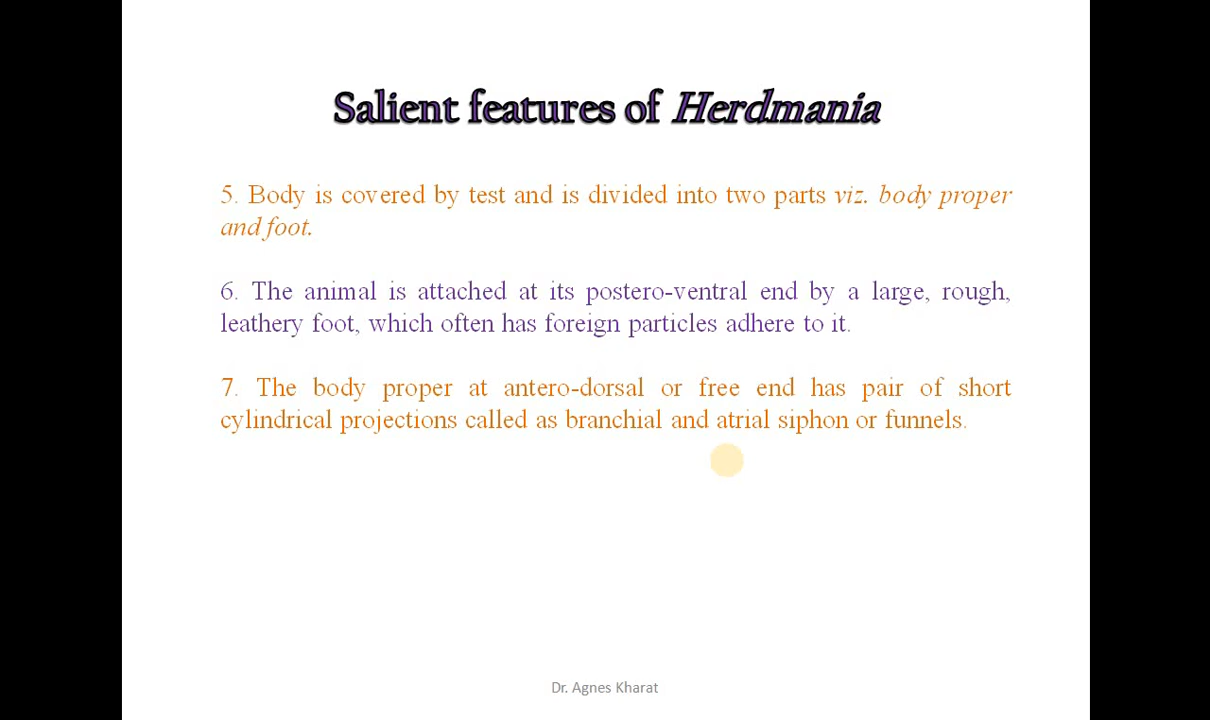 Salient features of Herdmania
5. Body is covered by test and is divided into two parts viz. body proper
and foot.
6. The animal is attached at its postero-ventral end by a large, rough,
leathery foot, which often has foreign particles adhere to it.
7. The body proper at antero-dorsal or free end has pair of short
cylindrical projections called as branchial and atrial siphon or funnels.
Dr. Agnes Kharat